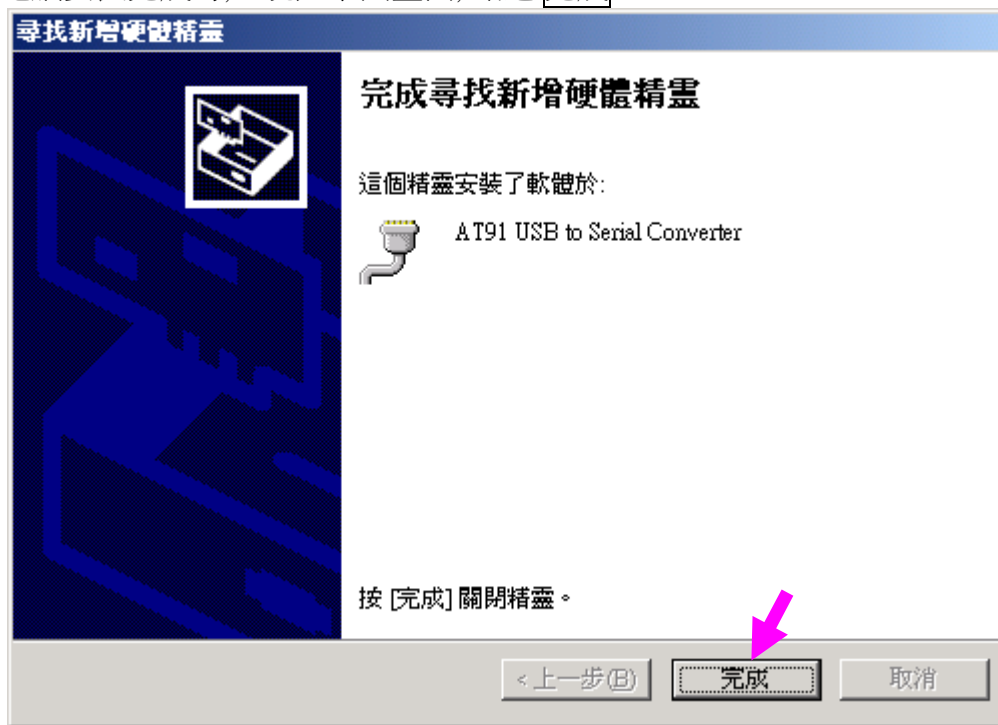 尋找新增硬體精靈
完成尋找新增硬體精靈
這個精靈安裝了軟體於:
AT91 USB to Serial Converter
按 [完成] 關閉精靈。
< 上一步(B) 完成 取消